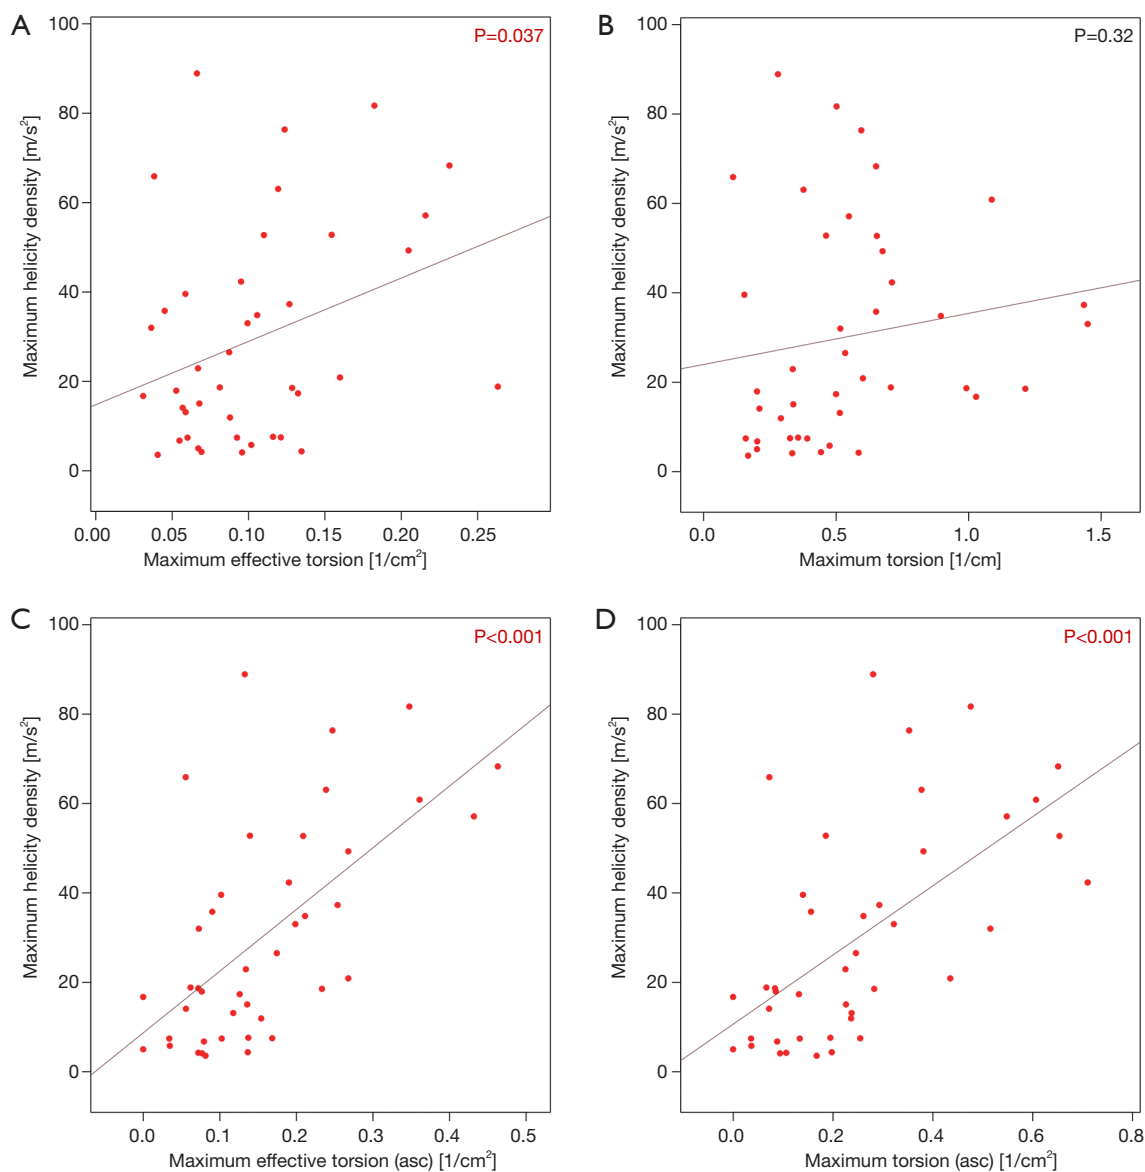 A
P=0.037
100
80
60
40
20
0
Maximum helicity density [m/s²]
0.00 0.05 0.10 0.15 0.20 0.25
Maximum effective torsion [1/cm²]
B
P=0.32
100
80
60
40
20
0
Maximum helicity density [m/s²]
0.0 0.5 1.0 1.5
Maximum torsion [1/cm]
C
P<0.001
100
80
60
40
20
0
Maximum helicity density [m/s²]
0.0 0.1 0.2 0.3 0.4 0.5
Maximum effective torsion (asc) [1/cm²]
D
P<0.001
100
80
60
40
20
0
Maximum helicity density [m/s²]
0.0 0.2 0.4 0.6 0.8
Maximum torsion (asc) [1/cm²]